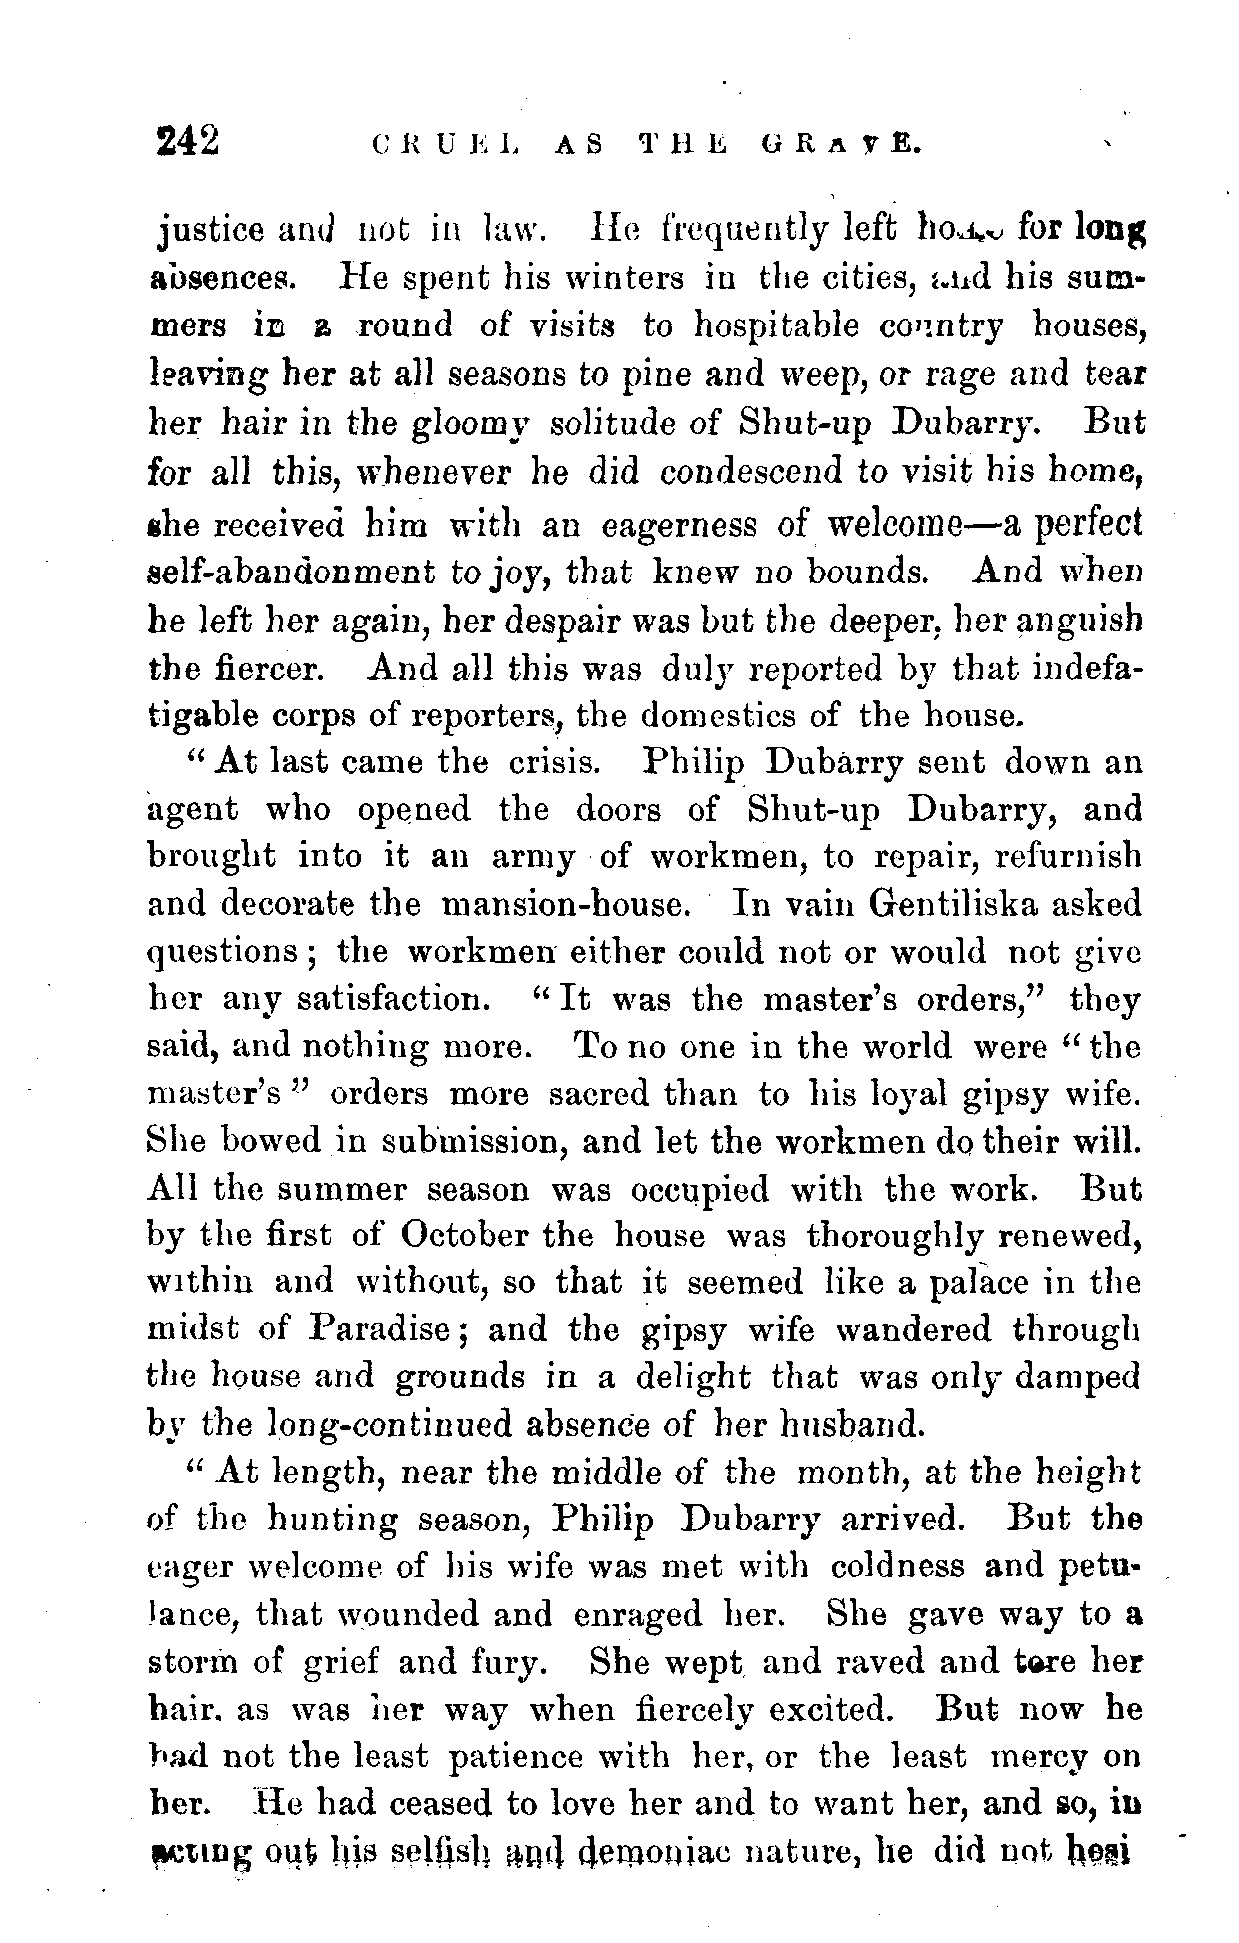 242 CRUEL AS THE GRAVE.
justice and not in law. He frequently left for long
absences. He spent his winters in the cities, and his sum-
mers in a round of visits to hospitable country houses,
leaving her at all seasons to pine and weep, or rage and tear
her hair in the gloomy solitude of Shut-up Dubarry. But
for all this, whenever he did condescend to visit his home,
she received him with an eagerness of welcome—a perfect
self-abandonment to joy, that knew no bounds. And when
he left her again, her despair was but the deeper, her anguish
the fiercer. And all this was duly reported by that indefa-
tigable corps of reporters, the domestics of the house.
"At last came the crisis. Philip Dubarry sent down an
agent who opened the doors of Shut-up Dubarry, and
brought into it an army of workmen, to repair, refurnish
and decorate the mansion-house. In vain Gentiliska asked
questions; the workmen either could not or would not give
her any satisfaction. "It was the master's orders," they
said, and nothing more. To no one in the world were "the
master's" orders more sacred than to his loyal gipsy wife.
She bowed in submission, and let the workmen do their will.
All the summer season was occupied with the work. But
by the first of October the house was thoroughly renewed,
within and without, so that it seemed like a palace in the
midst of Paradise; and the gipsy wife wandered through
the house and grounds in a delight that was only damped
by the long-continued absence of her husband.
"At length, near the middle of the month, at the height
of the hunting season, Philip Dubarry arrived. But the
eager welcome of his wife was met with coldness and petu-
lance, that wounded and enraged her. She gave way to a
storm of grief and fury. She wept and raved and tore her
hair. as was her way when fiercely excited. But now he
had not the least patience with her, or the least mercy on
her. He had ceased to love her and to want her, and so, in
acting out his selfish and demoniac nature, he did not hesi